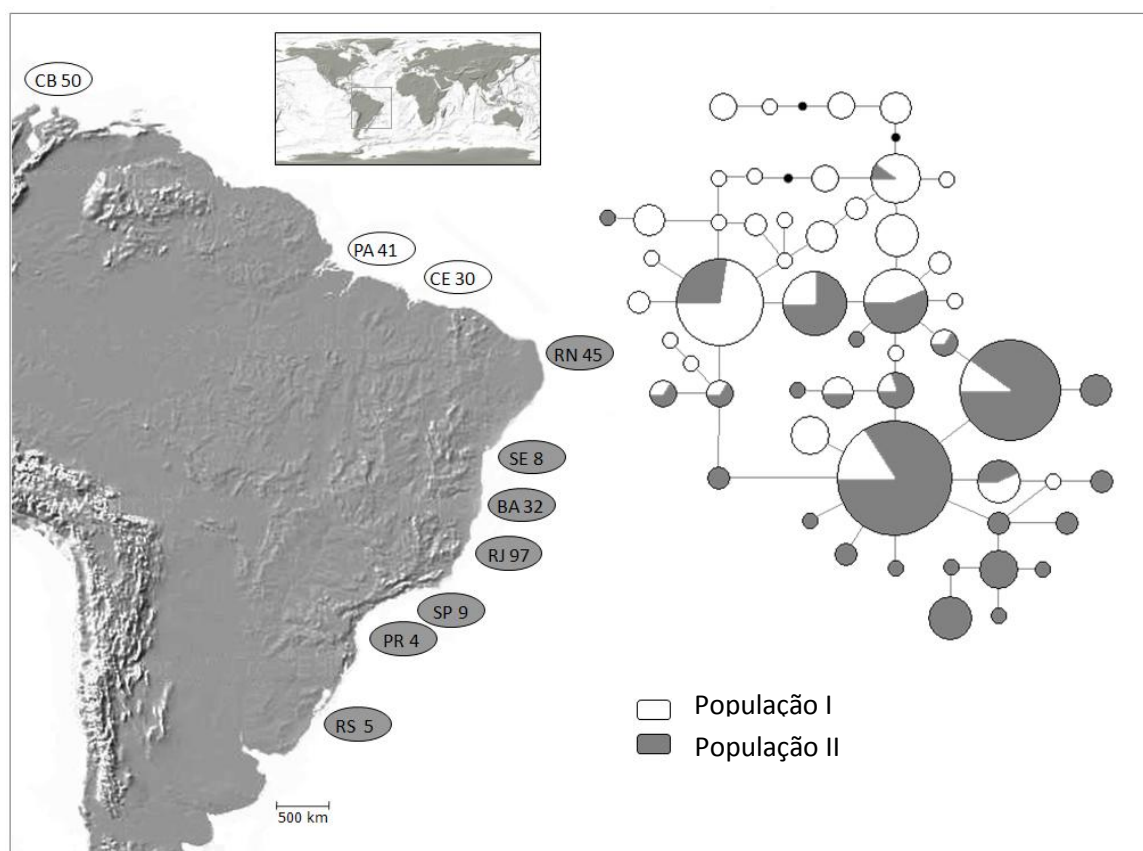 CB 50
PA 41
CE 30
RN 45
SE 8
BA 32
RJ 97
SP 9
PR 4
RS 5
500 km
População I
População II